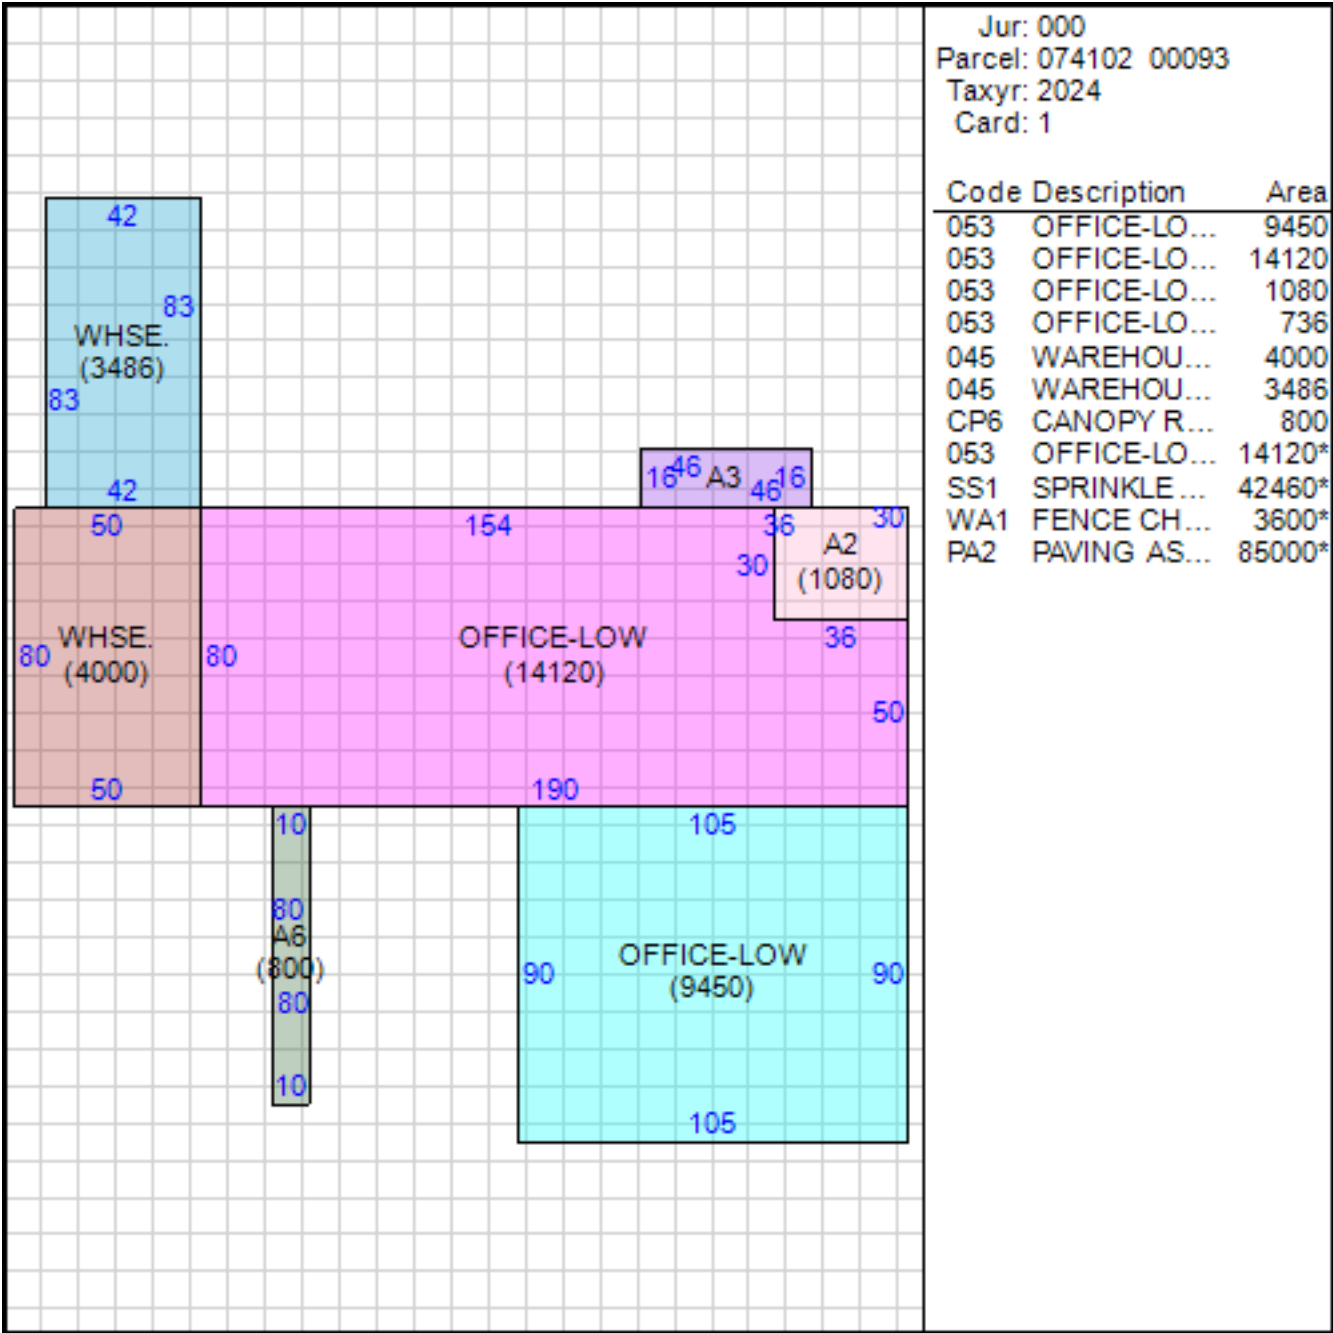 Jur: 000
Parcel: 074102 00093
Taxyr: 2024
Card: 1
Code Description Area
053 OFFICE-LO... 9450
053 OFFICE-LO... 14120
053 OFFICE-LO... 1080
053 OFFICE-LO... 736
045 WAREHOU... 4000
045 WAREHOU... 3486
CP6 CANOPY R... 800
053 OFFICE-LO... 14120*
SS1 SPRINKLE ... 42460*
WA1 FENCE CH... 3600*
PA2 PAVING AS... 85000*
42
83
WHSE.
(3486)
83
42
16 46 A3 46 16
50 154 36 30
A2
30 (1080)
36
WHSE.
80 (4000) 80
OFFICE-LOW
(14120)
50
50 190
10 105
80
A6
(800)
80
10
OFFICE-LOW
90 (9450) 90
105